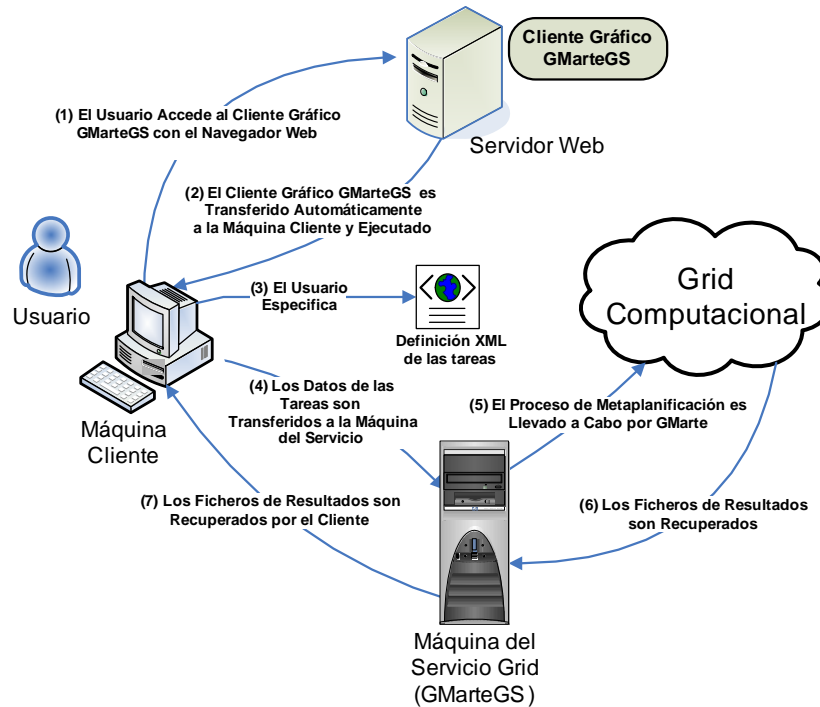 Cliente Gráfico
GMarteGS
(1) El Usuario Accede al Cliente Gráfico
GMarteGS con el Navegador Web
Servidor Web
(2) El Cliente Gráfico GMarteGS es
Transferido Automáticamente
a la Máquina Cliente y Ejecutado
Usuario
(3) El Usuario
Especifica
Definición XML
de las tareas
Grid
Computacional
(4) Los Datos de las
Tareas son
Transferidos a la Máquina
del Servicio
(5) El Proceso de Metaplanificación es
Llevado a Cabo por GMarte
Máquina
Cliente
(7) Los Ficheros de Resultados son
Recuperados por el Cliente
(6) Los Ficheros de Resultados
son Recuperados
Máquina del
Servicio Grid
(GMarteGS)